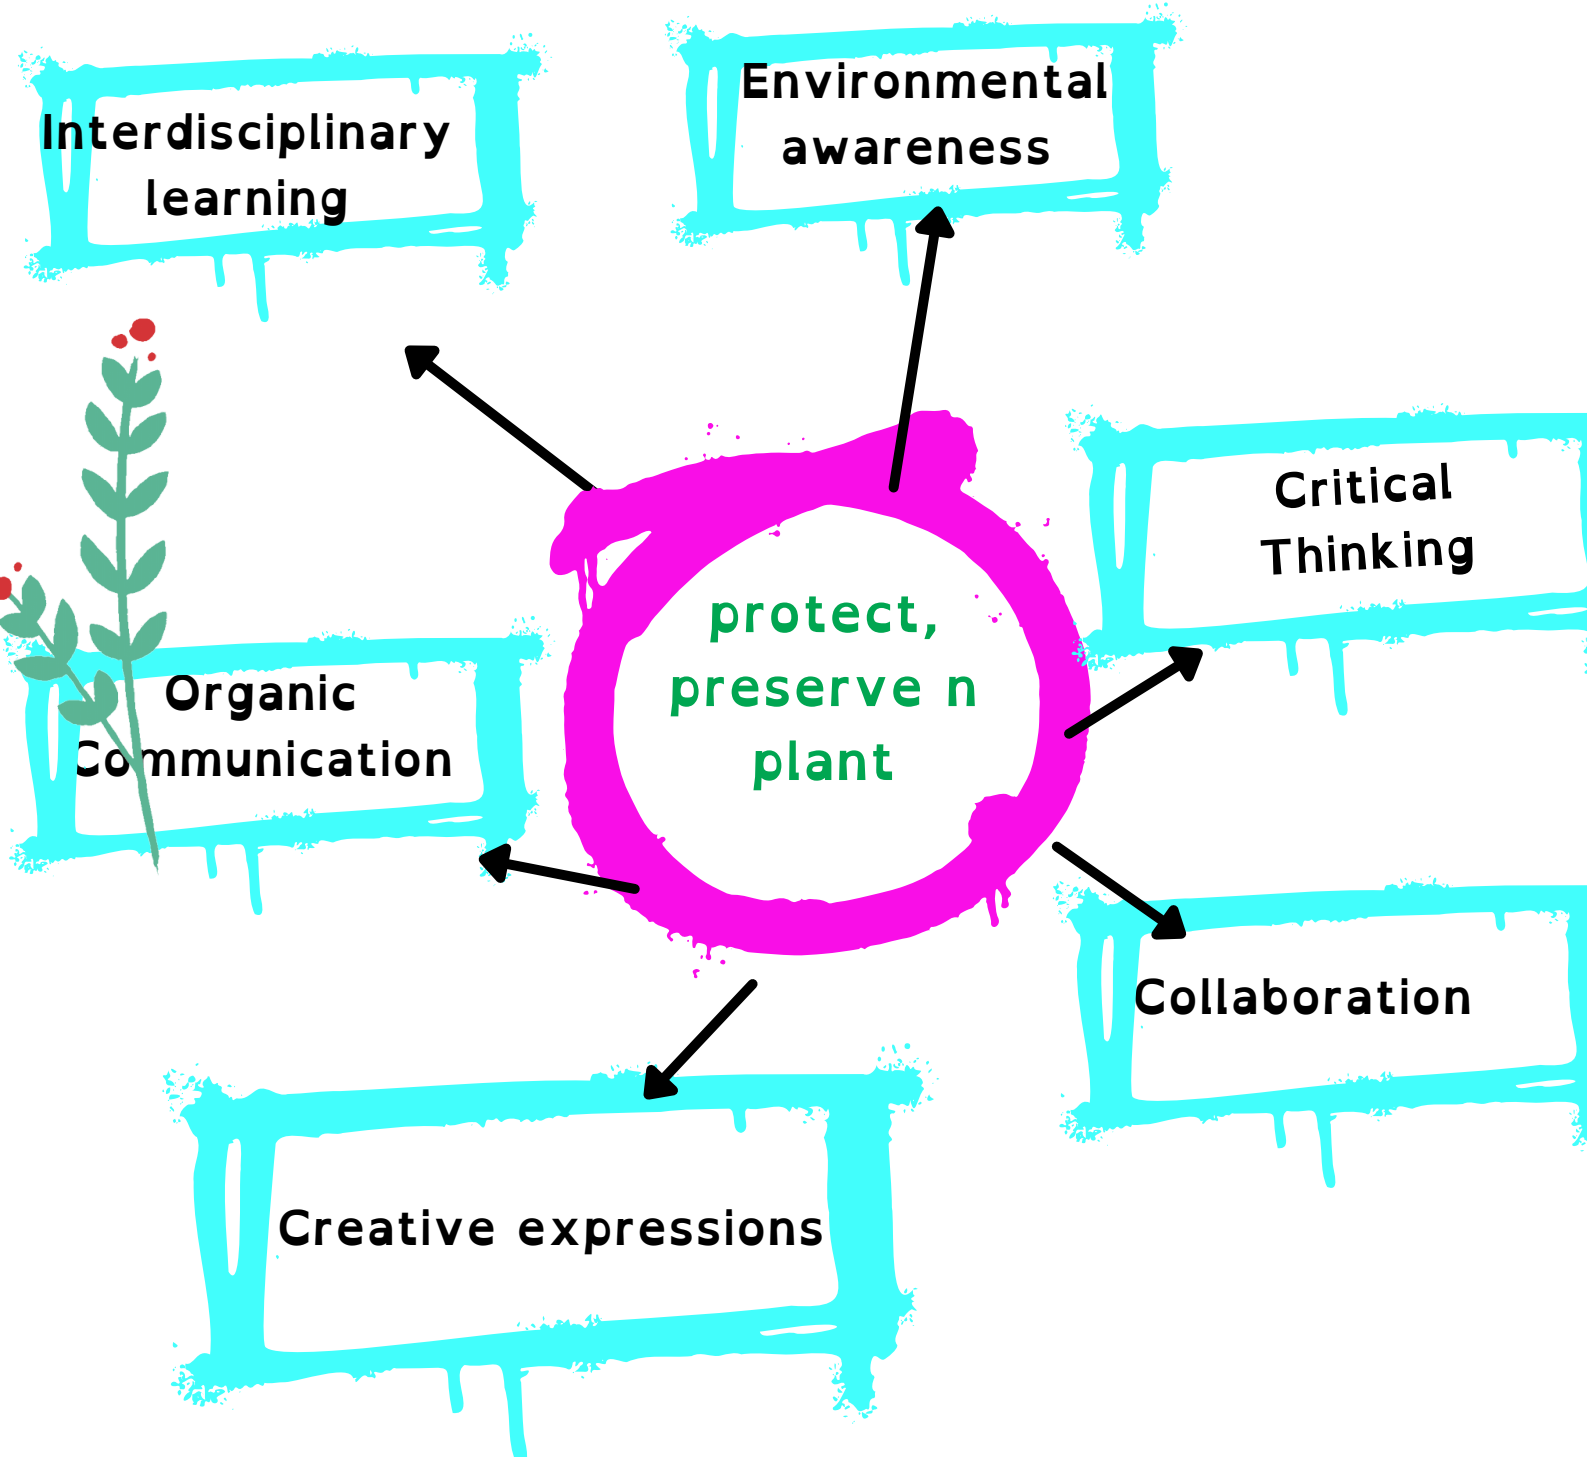 Interdisciplinary
learning
Environmental
awareness
Critical
Thinking
protect,
preserve n
plant
Organic
Communication
Collaboration
Creative expressions